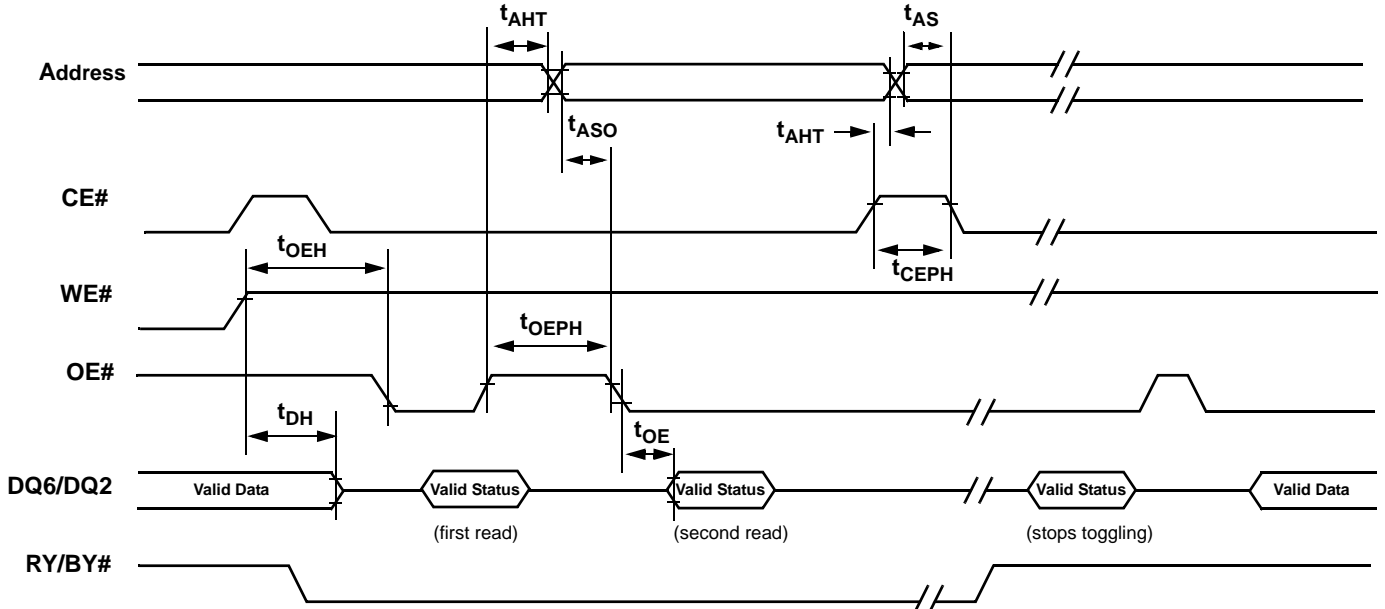 tAHT
tAS
Address
tASO
tAHT
CE#
tOEH
tCEPH
WE#
tOEPH
OE#
tDH
tOE
DQ6/DQ2
Valid Data
Valid Status
Valid Status
Valid Status
Valid Data
(first read)
(second read)
(stops toggling)
RY/BY#